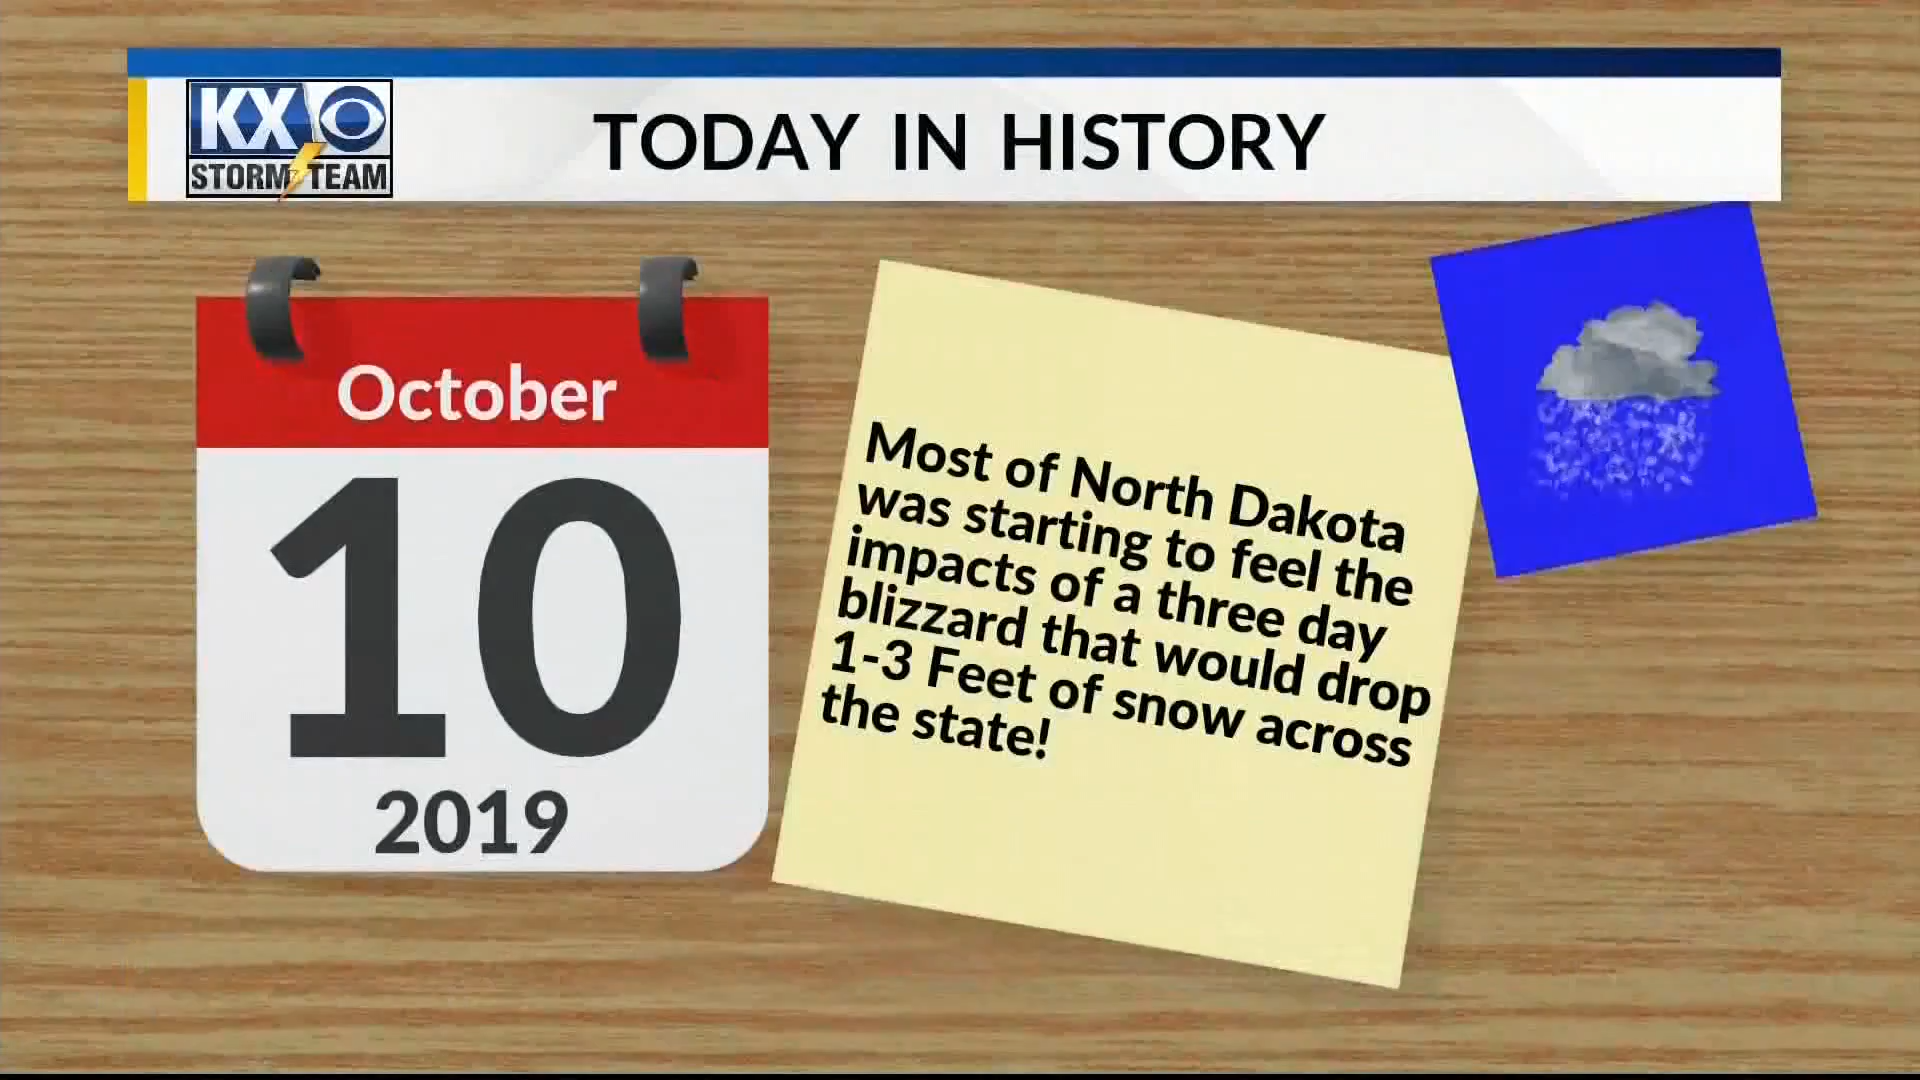 KX
STORM TEAM
TODAY IN HISTORY
October
10
2019
Most of North Dakota
was starting to feel the
impacts of a three day
blizzard that would drop
1-3 Feet of snow across
the state!